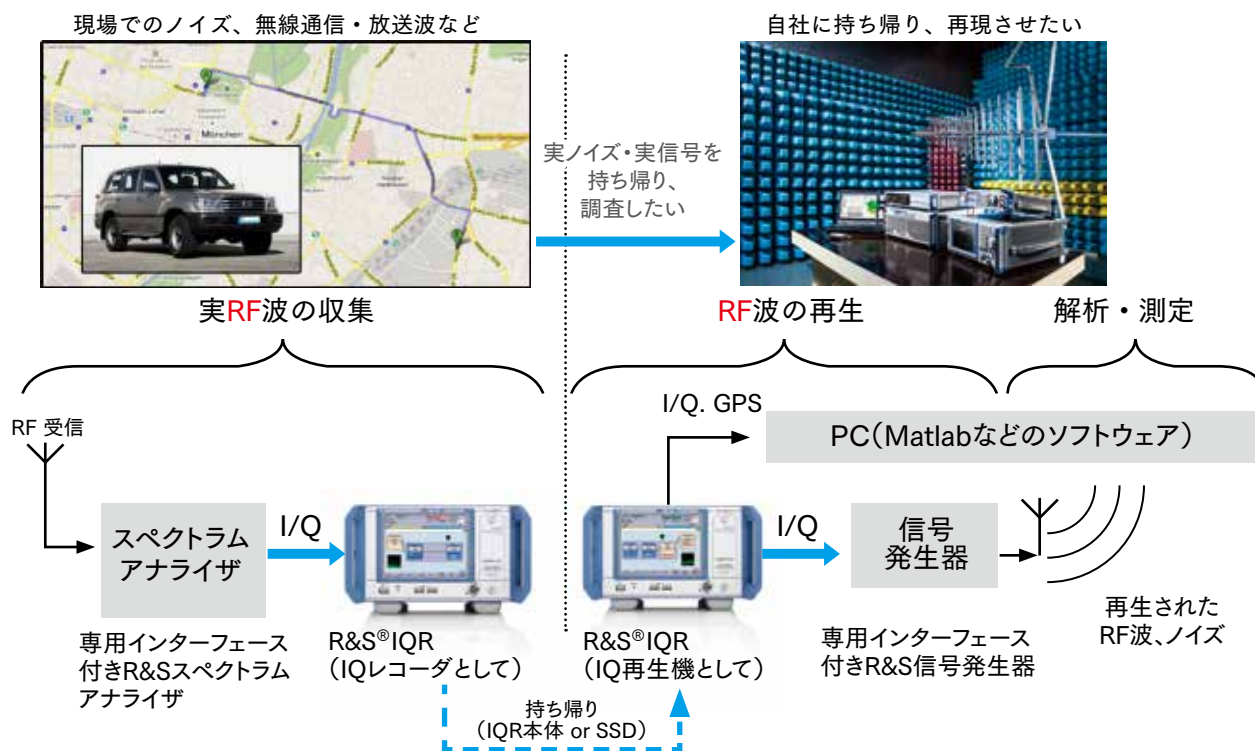 現場でのノイズ、無線通信・放送波など
自社に持ち帰り、再現させたい
München
実ノイズ・実信号を
持ち帰り、
調査したい
実RF波の収集
RF波の再生
解析・測定
RF 受信
I/Q. GPS
PC(Matlabなどのソフトウェア)
スペクトラム
アナライザ
I/Q
I/Q
信号
発生器
専用インターフェース
付きR&Sスペクトラム
アナライザ
R&S®IQR
(IQレコーダとして)
R&S®IQR
(IQ再生機として)
専用インターフェース
付きR&S信号発生器
再生された
RF波、ノイズ
持ち帰り
(IQR本体 or SSD)